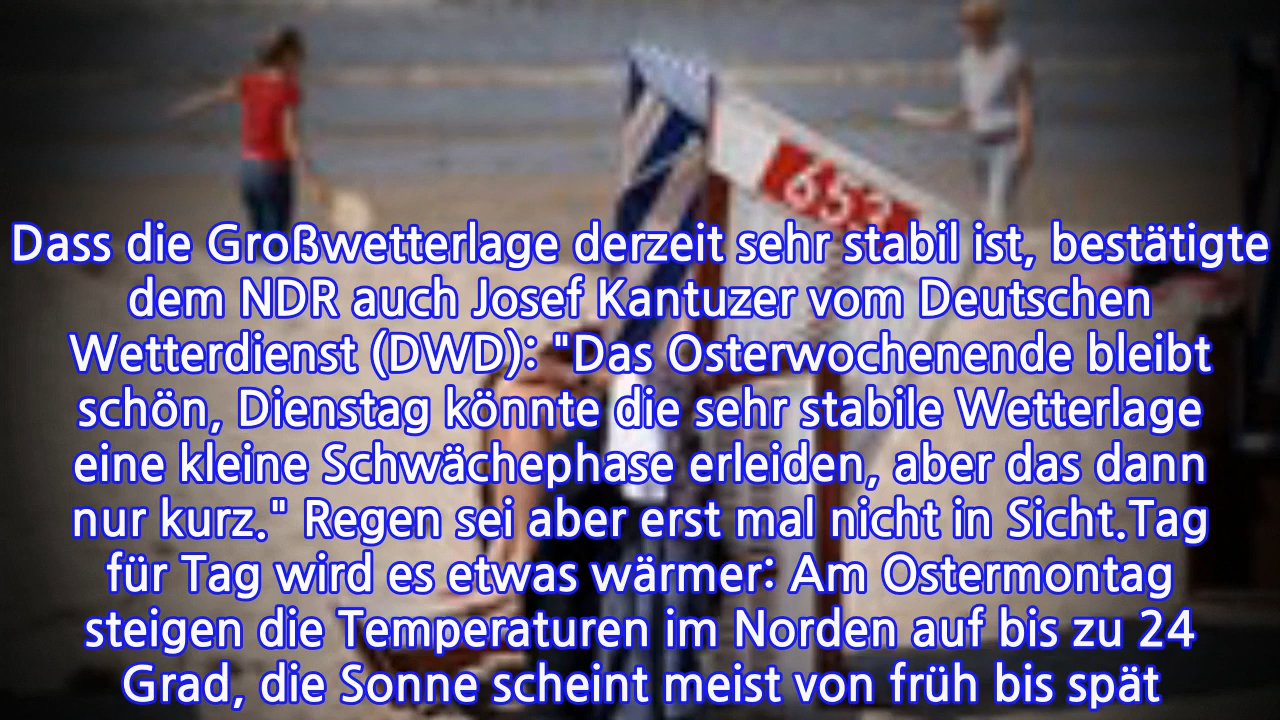 653
Dass die Großwetterlage derzeit sehr stabil ist, bestätigte
dem NDR auch Josef Kantuzer vom Deutschen
Wetterdienst (DWD): "Das Osterwochenende bleibt
schön, Dienstag könnte die sehr stabile Wetterlage
eine kleine Schwächephase erleiden, aber das dann
nur kurz." Regen sei aber erst mal nicht in Sicht.Tag
für Tag wird es etwas wärmer: Am Ostermontag
steigen die Temperaturen im Norden auf bis zu 24
Grad, die Sonne scheint meist von früh bis spät